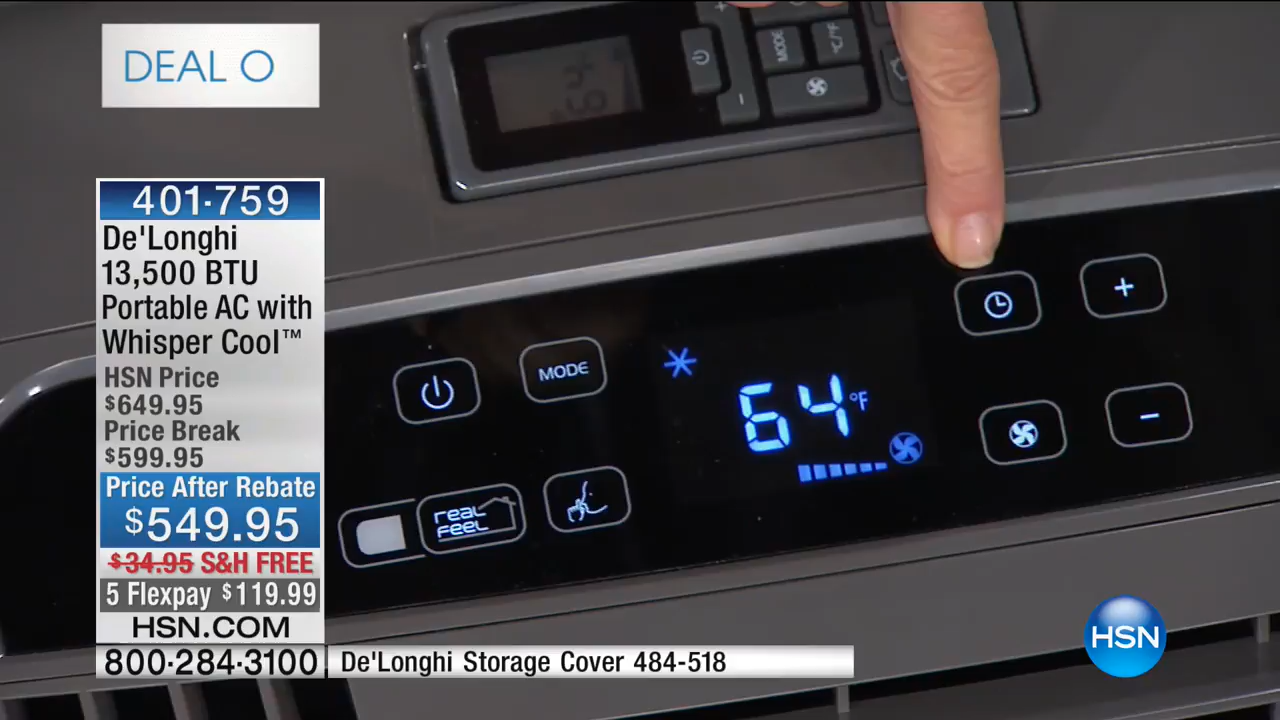 DEAL O
401-759
De'Longhi
13,500 BTU
Portable AC with
Whisper Cool™
HSN Price
$649.95
Price Break
$599.95
Price After Rebate
$549.95
$34.95 S&H FREE
5 Flexpay $119.99
HSN.COM
800-284-3100
De'Longhi Storage Cover 484-518
HSN
64
+
-
MODE
°C/°F
MODE
64 °F
+
-
real
feel